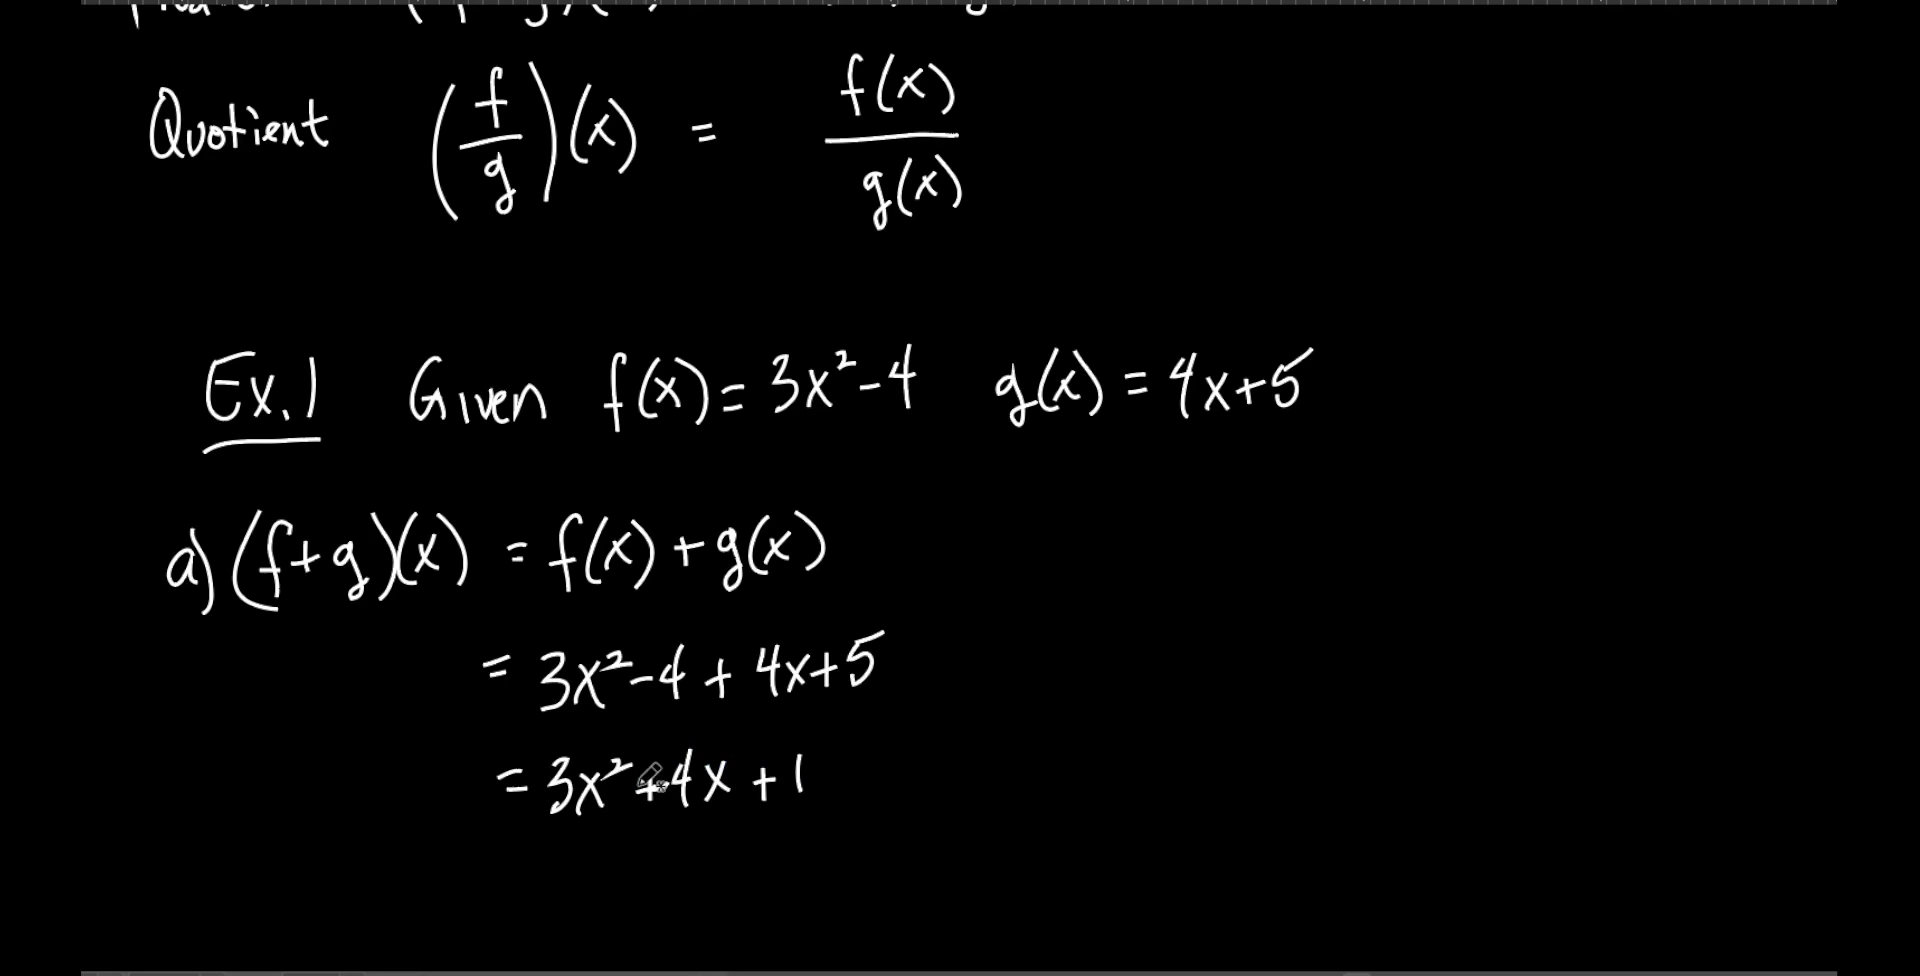 Quotient (f/g)(x) = f(x)/g(x)
Ex. 1 Given f(x) = 3x²-4 g(x) = 4x+5
a) (f+g)(x) = f(x) + g(x)
= 3x²-4 + 4x+5
= 3x²+4x+1